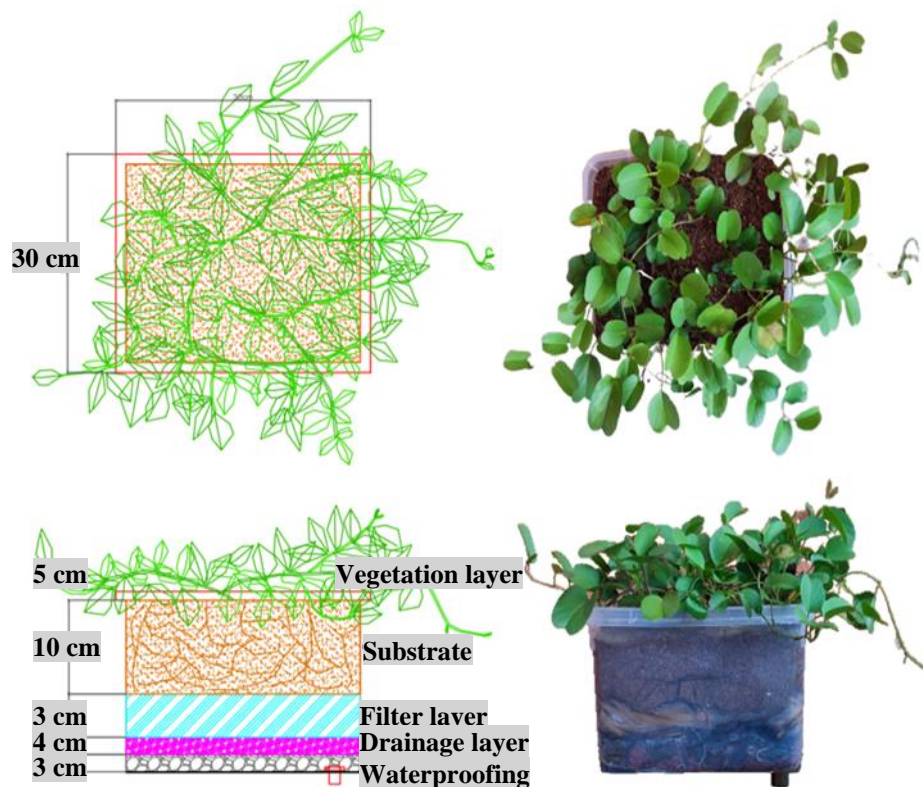 30 cm
5 cm
Vegetation layer
10 cm
Substrate
3 cm
Filter laver
4 cm
Drainage layer
3 cm
Waterproofing